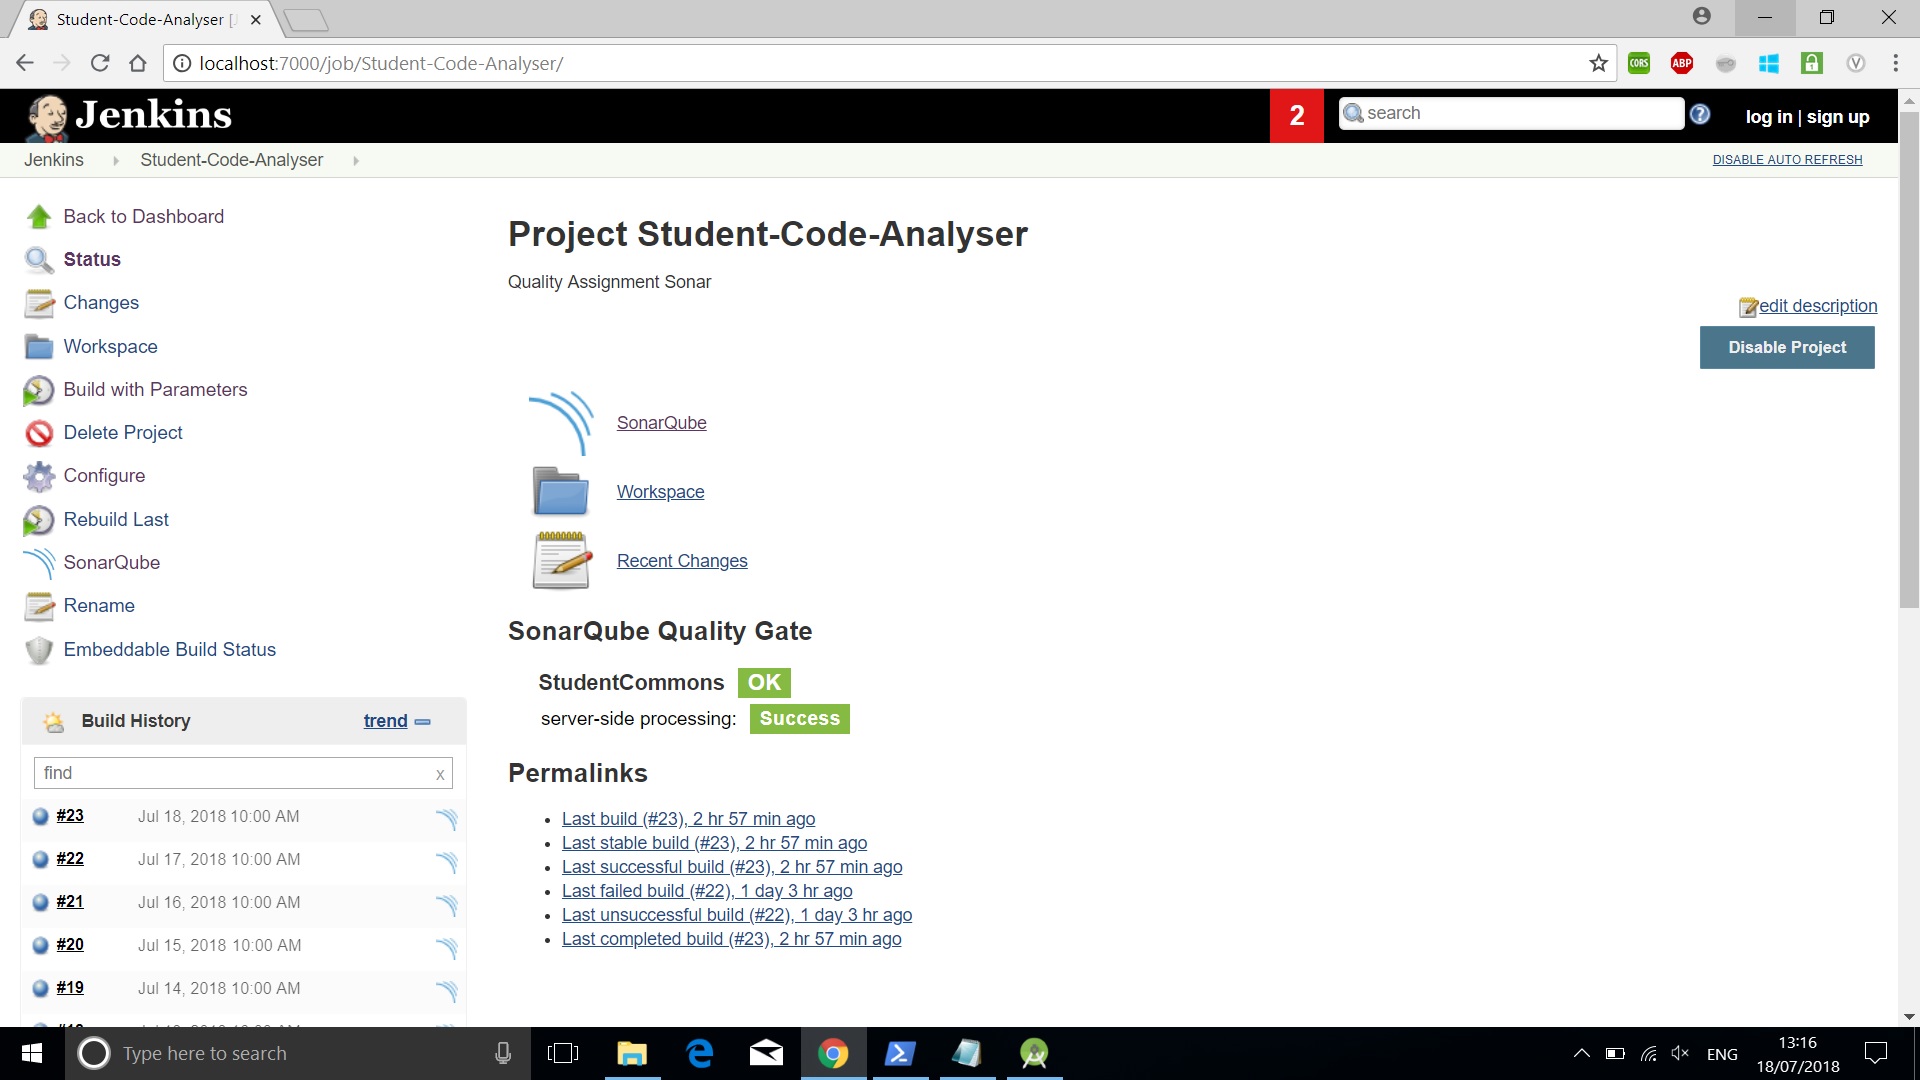 Student-Code-Analyser [J
localhost:7000/job/Student-Code-Analyser/
CORS
ABP
V
Jenkins
2
search
log in | sign up
Jenkins
Student-Code-Analyser
DISABLE AUTO REFRESH
Back to Dashboard
Status
Changes
Workspace
Build with Parameters
Delete Project
Configure
Rebuild Last
SonarQube
Rename
Embeddable Build Status
Build History
trend
find
x
#23 Jul 18, 2018 10:00 AM
#22 Jul 17, 2018 10:00 AM
#21 Jul 16, 2018 10:00 AM
#20 Jul 15, 2018 10:00 AM
#19 Jul 14, 2018 10:00 AM
Project Student-Code-Analyser
Quality Assignment Sonar
edit description
Disable Project
SonarQube
Workspace
Recent Changes
SonarQube Quality Gate
StudentCommons OK
server-side processing: Success
Permalinks
Last build (#23), 2 hr 57 min ago
Last stable build (#23), 2 hr 57 min ago
Last successful build (#23), 2 hr 57 min ago
Last failed build (#22), 1 day 3 hr ago
Last unsuccessful build (#22), 1 day 3 hr ago
Last completed build (#23), 2 hr 57 min ago
Type here to search
ENG
13:16
18/07/2018